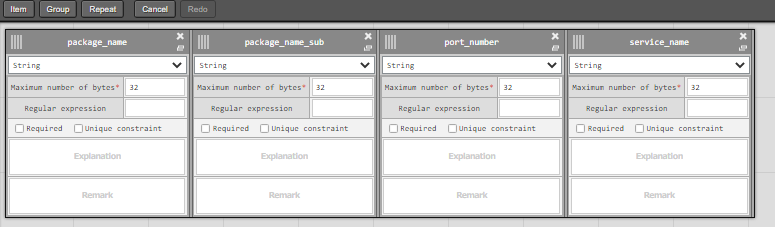 Item Group Repeat Cancel Redo
package_name package_name_sub port_number service_name
String String String String
Maximum number of bytes* 32 Maximum number of bytes* 32 Maximum number of bytes* 32 Maximum number of bytes* 32
Regular expression Regular expression Regular expression Regular expression
Required Unique constraint Required Unique constraint Required Unique constraint Required Unique constraint
Explanation Explanation Explanation Explanation
Remark Remark Remark Remark